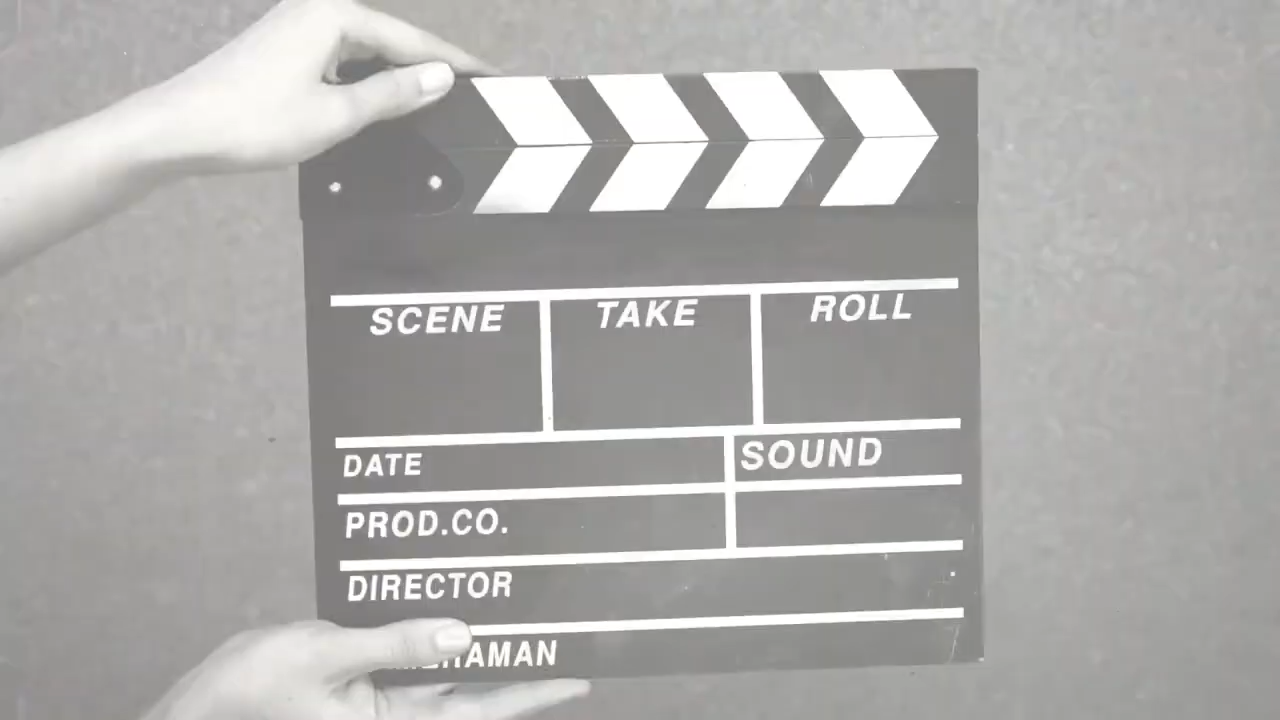 SCENE TAKE ROLL
DATE SOUND
PROD.CO.
DIRECTOR